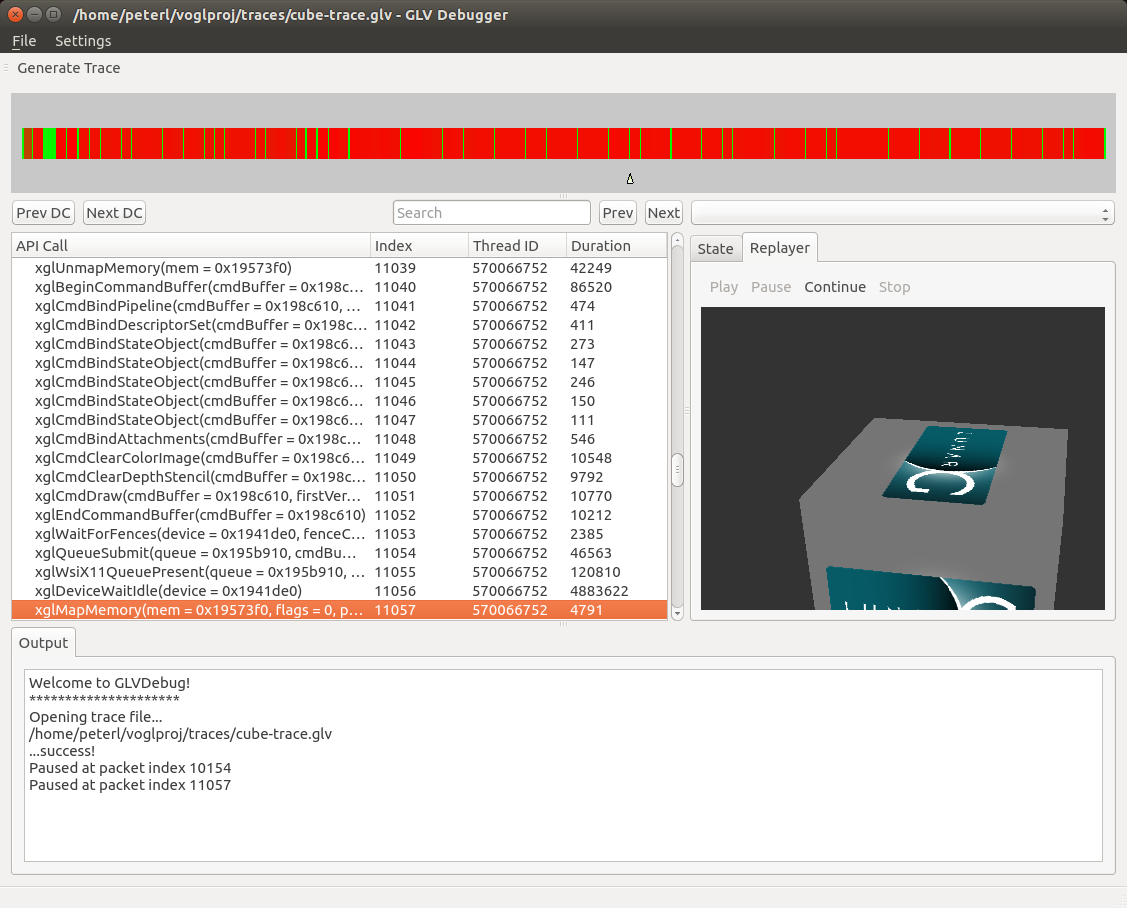 /home/peterl/voglproj/traces/cube-trace.glv - GLV Debugger
File Settings
Generate Trace
Prev DC Next DC Search Prev Next
API Call Index Thread ID Duration
xglUnmapMemory(mem = 0x19573f0) 11039 570066752 42249
xglBeginCommandBuffer(cmdBuffer = 0x198c... 11040 570066752 86520
xglCmdBindPipeline(cmdBuffer = 0x198c610, ... 11041 570066752 474
xglCmdBindDescriptorSet(cmdBuffer = 0x198c... 11042 570066752 411
xglCmdBindStateObject(cmdBuffer = 0x198c6... 11043 570066752 273
xglCmdBindStateObject(cmdBuffer = 0x198c6... 11044 570066752 147
xglCmdBindStateObject(cmdBuffer = 0x198c6... 11045 570066752 246
xglCmdBindStateObject(cmdBuffer = 0x198c6... 11046 570066752 150
xglCmdBindStateObject(cmdBuffer = 0x198c6... 11047 570066752 111
xglCmdBindAttachments(cmdBuffer = 0x198c... 11048 570066752 546
xglCmdClearColorImage(cmdBuffer = 0x198c... 11049 570066752 10548
xglCmdClearDepthStencil(cmdBuffer = 0x198c... 11050 570066752 9792
xglCmdDraw(cmdBuffer = 0x198c610, firstVer... 11051 570066752 10770
xglEndCommandBuffer(cmdBuffer = 0x198c610) 11052 570066752 10212
xglWaitForFences(device = 0x1941de0, fenceC... 11053 570066752 2385
xglQueueSubmit(queue = 0x195b910, cmdBu... 11054 570066752 46563
xglWsiX11QueuePresent(queue = 0x195b910, ... 11055 570066752 120810
xglDeviceWaitIdle(device = 0x1941de0) 11056 570066752 4883622
xglMapMemory(mem = 0x19573f0, flags = 0, p... 11057 570066752 4791
State Replayer
Play Pause Continue Stop
LUNAR
Output
Welcome to GLVDebug!
*********************
Opening trace file...
/home/peterl/voglproj/traces/cube-trace.glv
...success!
Paused at packet index 10154
Paused at packet index 11057